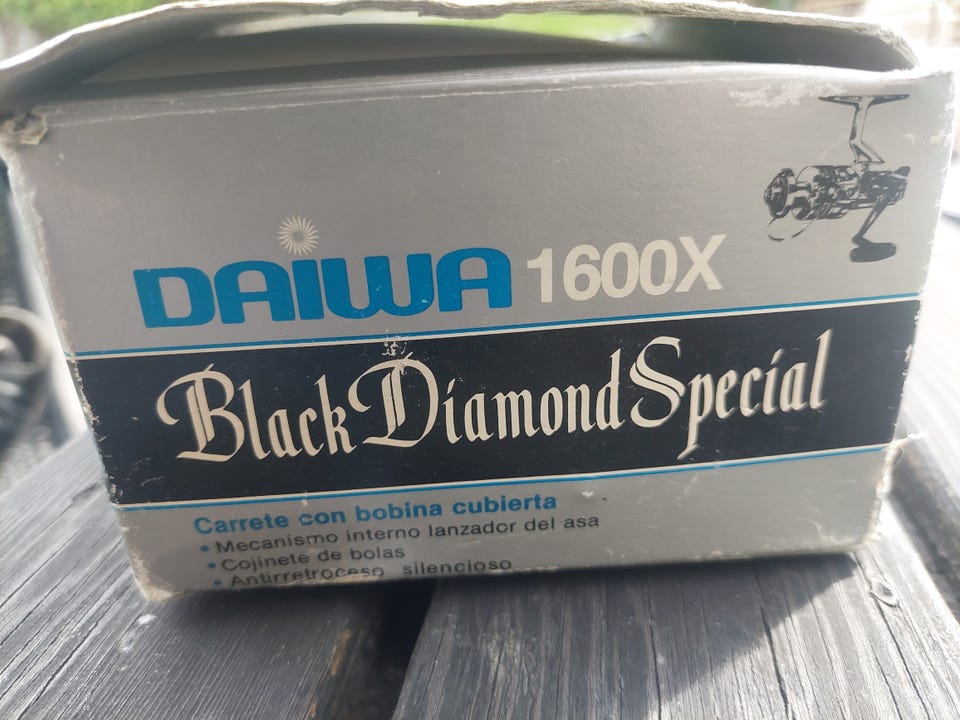 DAIWA 1600X
Black Diamond Special
Carrete con bobina cubierta
• Mecanismo interno lanzador del asa
• Cojinete de bolas
• Antirretroceso silencioso